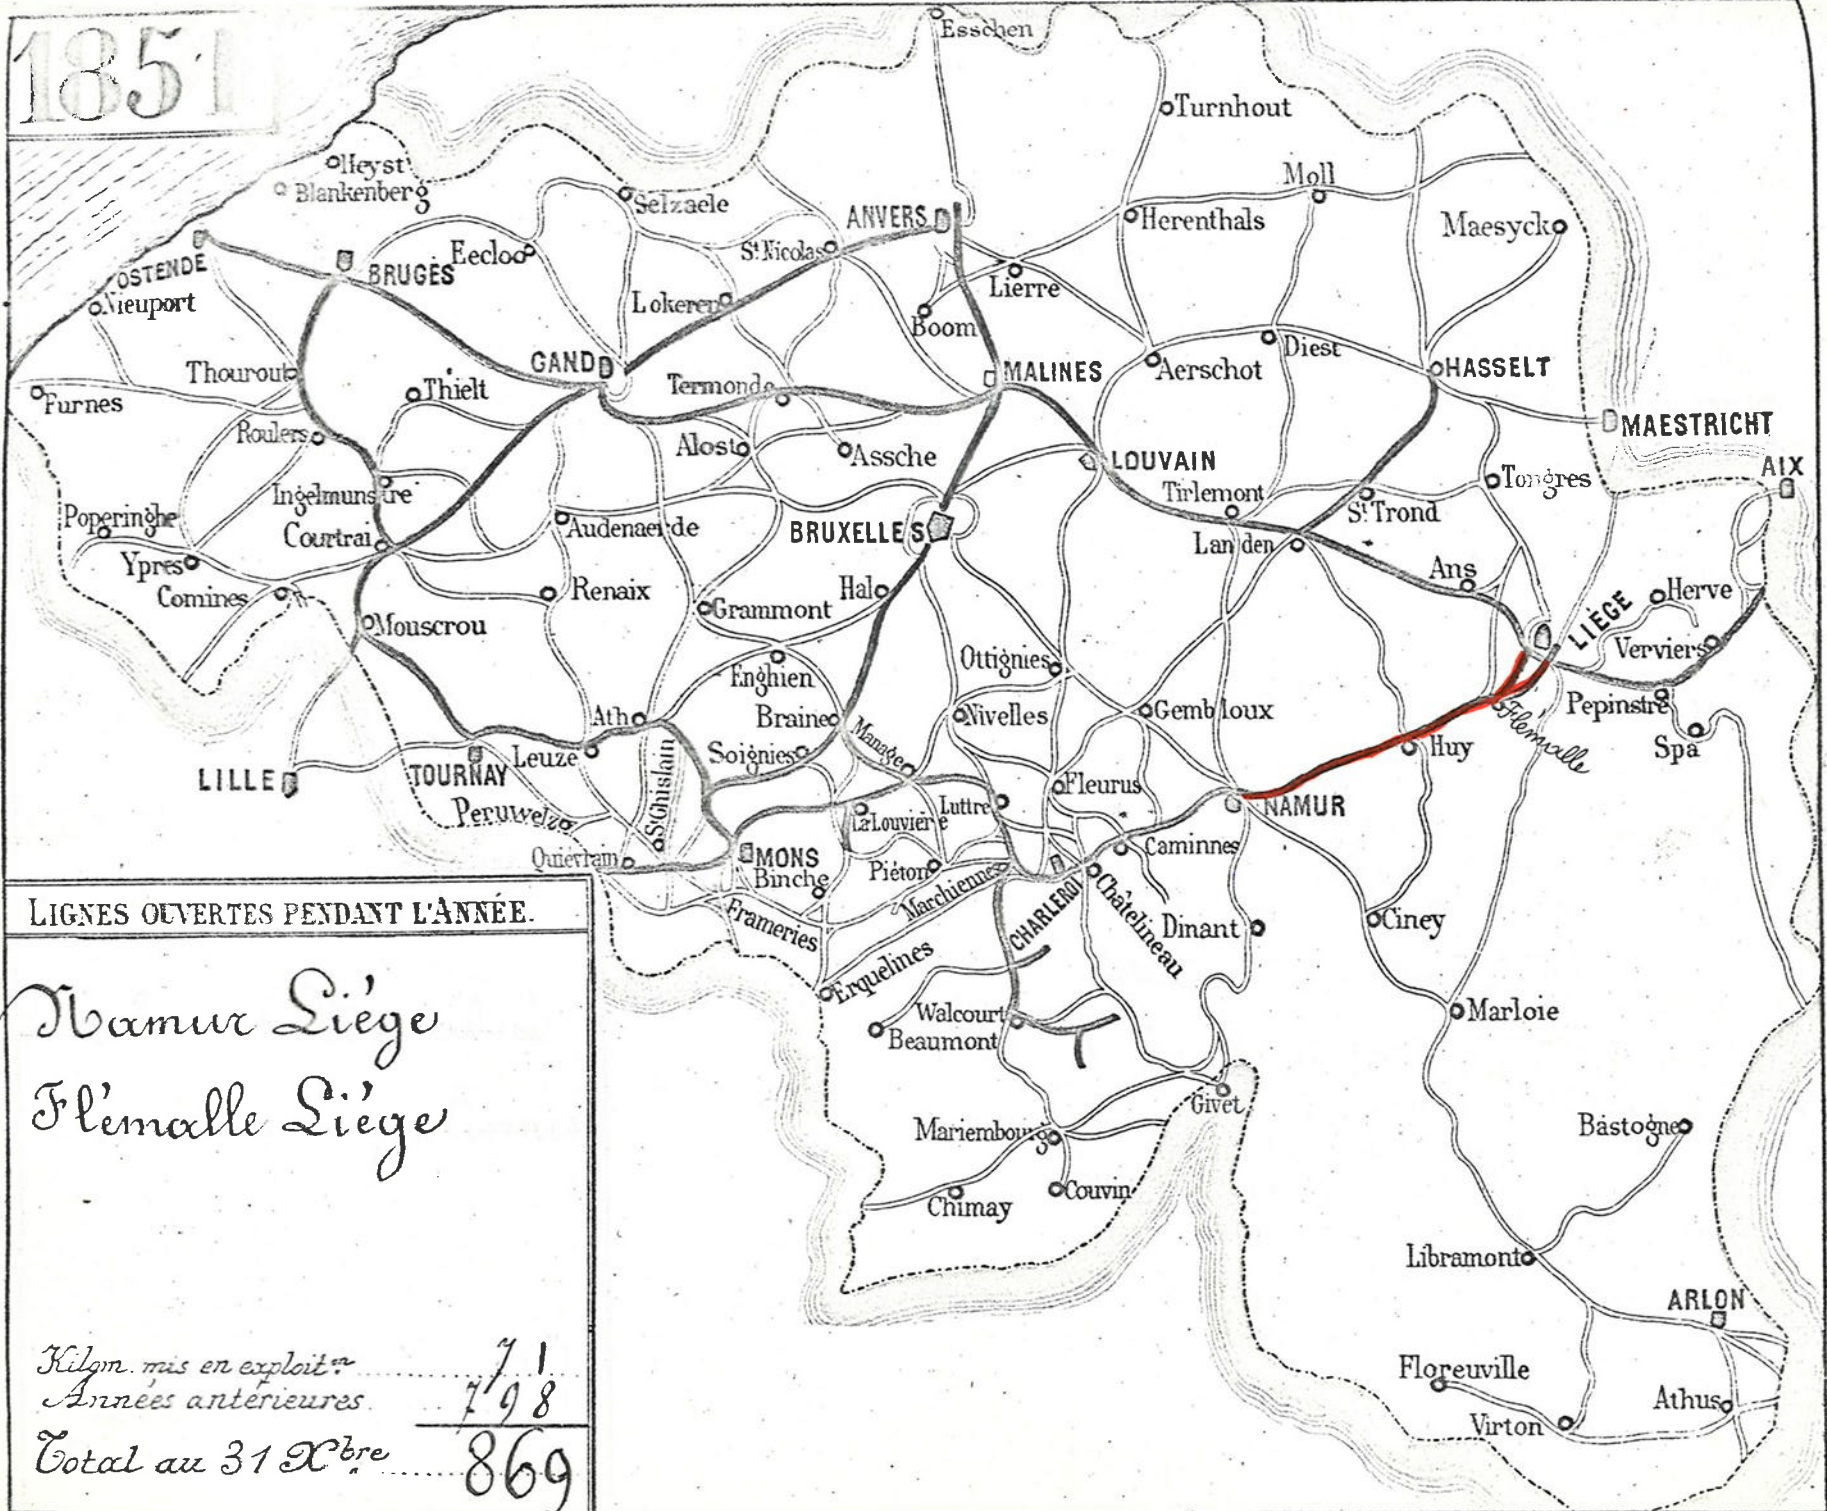 1851
Esschen
Turnhout
Heyst
Blankenberg
Selzaele
Moll
ANVERS
Herenthals
Maesyck
OSTENDE
BRUGES
Eecloo
St. Nicolas
Nieuport
Lokeren
Lierre
Boom
Thourout
GAND
Termonde
MALINES
Aerschot
Diest
HASSELT
Furnes
Thielt
MAESTRICHT
Roulers
Alost
Assche
LOUVAIN
AIX
Ingelmunstre
Tirlemont
Tongres
Poperinghe
Courtrai
Audenaerde
BRUXELLES
St. Trond
Ypres
Landen
Comines
Renaix
Ans
Grammont
Hal
LIÉGE
Herve
Mouscrou
Verviers
Enghien
Ottignies
Pepinstre
Ath
Braine
Nivelles
Gembloux
Flémalle
Spa
Leuze
Soignies
Manage
Huy
LILLE
TOURNAY
St Ghislain
Fleurus
Peruwelz
La Louvière
Luttre
NAMUR
Quievrain
MONS
Caminnes
Binche
Piéton
Marchiennes
CHARLEROI
Châtelineau
Frameries
Dinant
Ciney
Erquelines
Walcourt
Beaumont
Marloie
Givet
Mariembourg
Bastogne
Chimay
Couvin
Libramont
ARLON
Floreuville
Virton
Athus
LIGNES OUVERTES PENDANT L'ANNÉE.
Namur Liége
Flémalle Liége
Kilom. mis en exploiton 71
Années antérieures. 798
Total au 31 Xbre 869